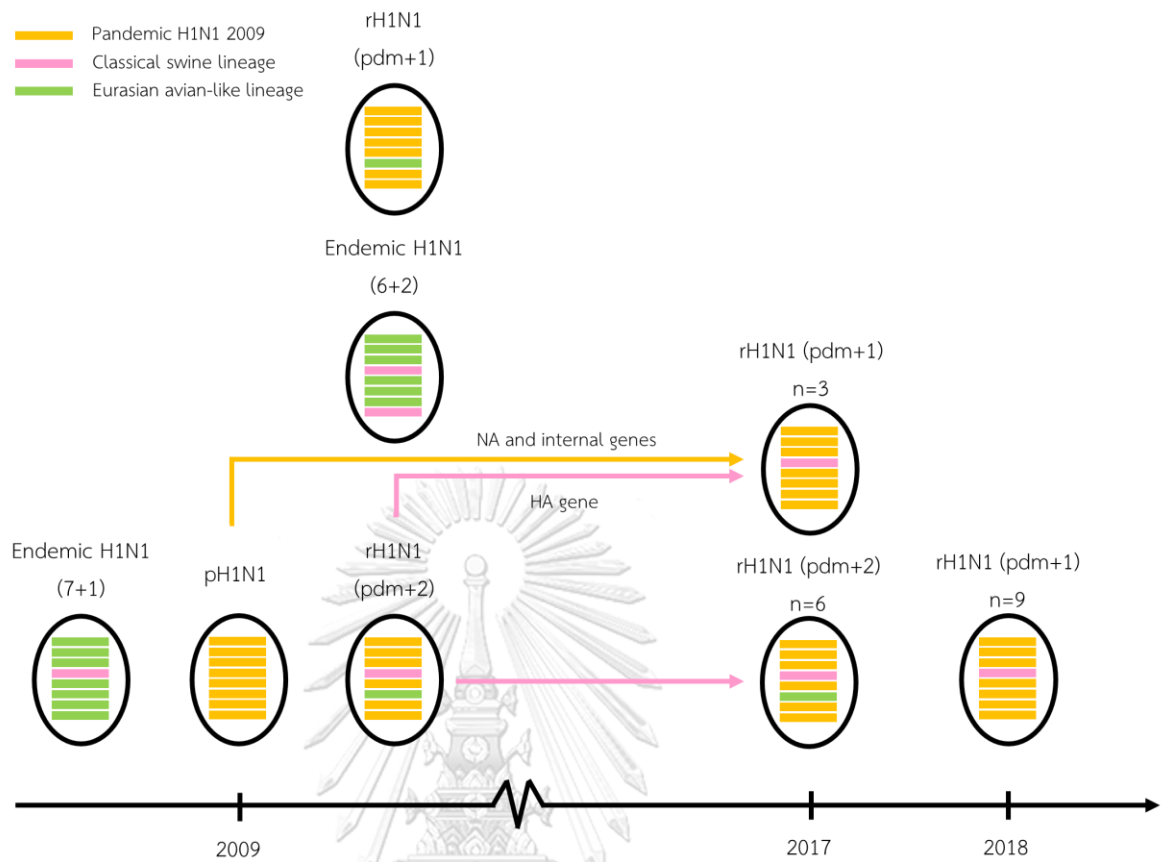 Pandemic H1N1 2009
Classical swine lineage
Eurasian avian-like lineage
rH1N1
(pdm+1)
Endemic H1N1
(6+2)
rH1N1 (pdm+1)
n=3
NA and internal genes
HA gene
Endemic H1N1
(7+1)
pH1N1
rH1N1
(pdm+2)
rH1N1 (pdm+2)
n=6
rH1N1 (pdm+1)
n=9
2009
2017
2018